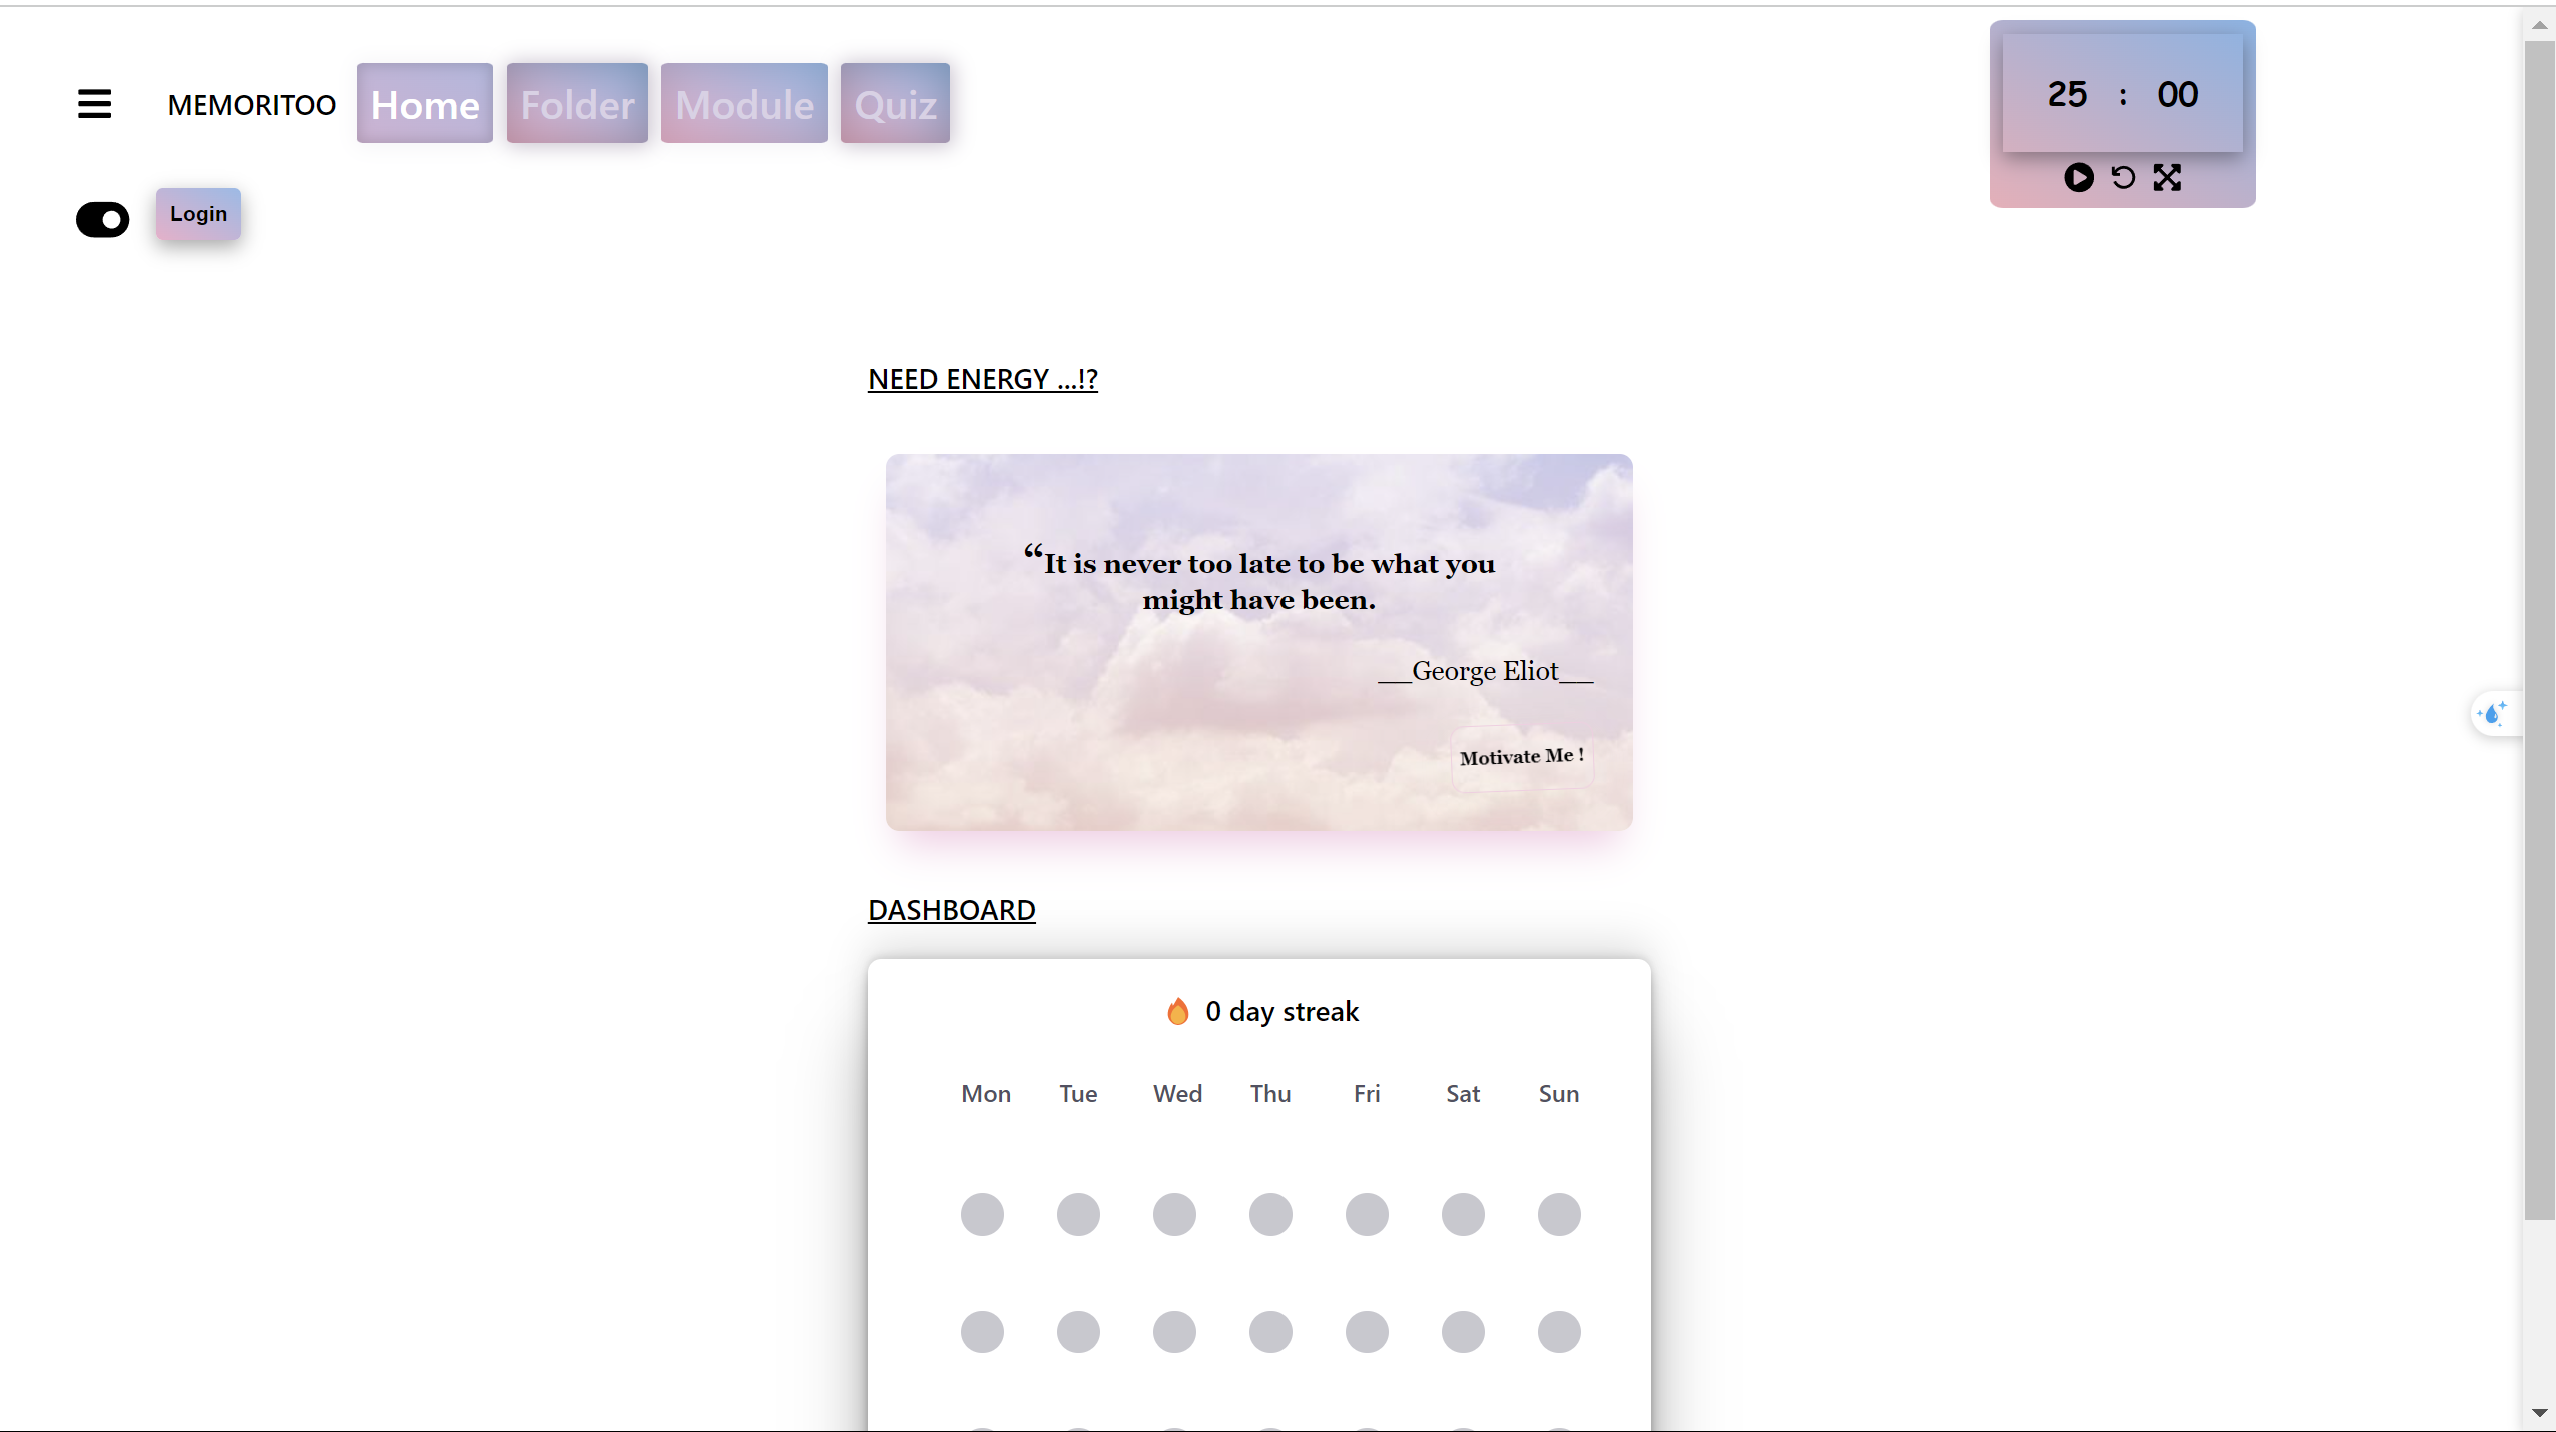 MEMORITOO Home Folder Module Quiz
25 : 00
Login
NEED ENERGY ...!?
“It is never too late to be what you
might have been.
__George Eliot__
Motivate Me !
DASHBOARD
0 day streak
Mon Tue Wed Thu Fri Sat Sun